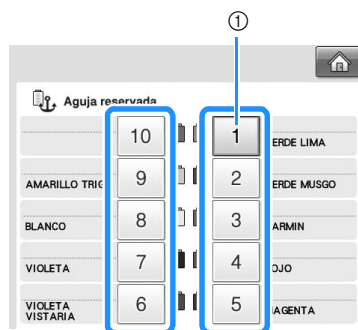 ①
Aguja reservada
10 1 ERDE LIMA
AMARILLO TRIG 9 2 ERDE MUSGO
BLANCO 8 3 ARMIN
VIOLETA 7 4 OJO
VIOLETA
VISTARIA 6 5 AGENTA